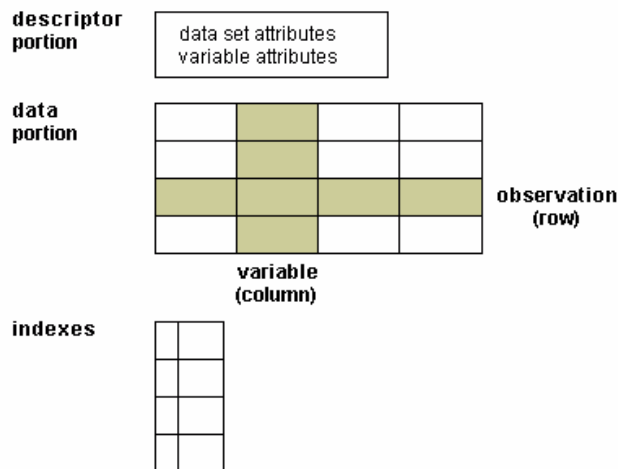 descriptor
portion
data set attributes
variable attributes
data
portion
observation
(row)
variable
(column)
indexes